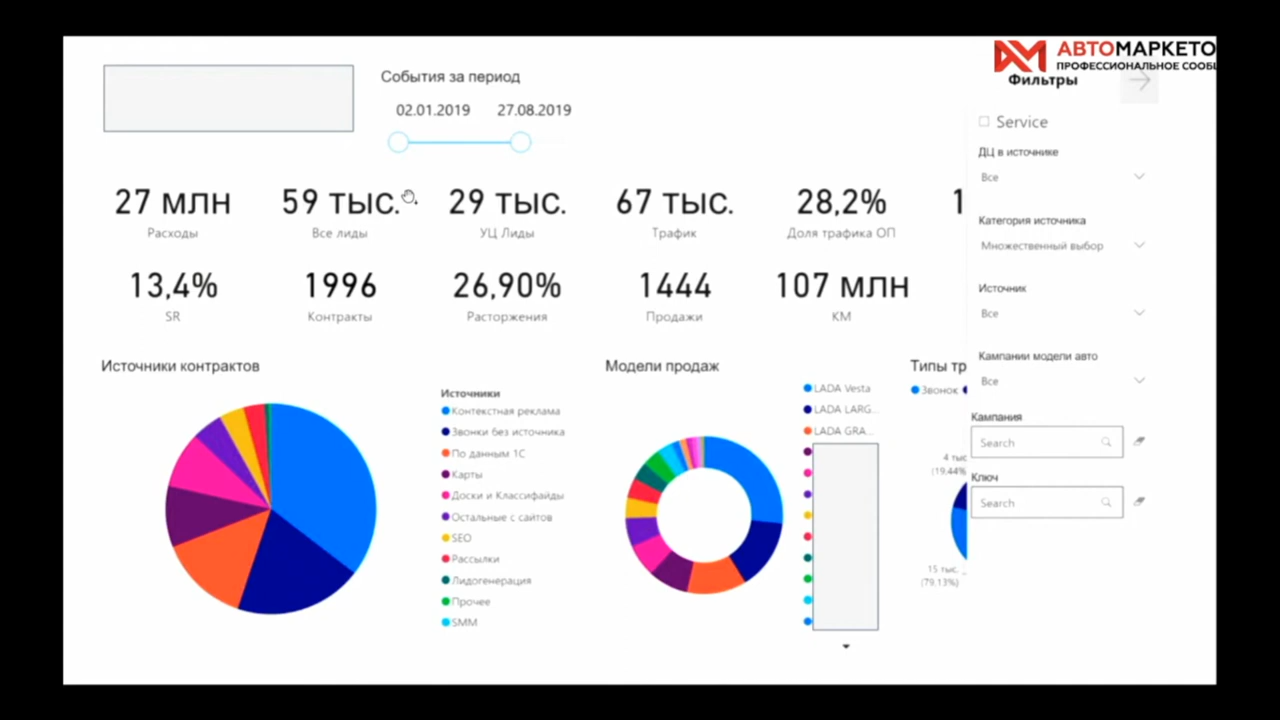 АВТОМАРКЕТО
ПРОФЕССИОНАЛЬНОЕ СООБЩ
События за период
02.01.2019 27.08.2019
Фильтры
Service
ДЦ в источнике
Все
Категория источника
Множественный выбор
Источник
Все
Кампании модели авто
Все
Кампания
Search
Ключ
Search
27 МЛН
Расходы
59 ТЫС.
Все лиды
29 ТЫС.
УЦ Лиды
67 ТЫС.
Трафик
28,2%
Доля трафика ОП
1
13,4%
SR
1996
Контракты
26,90%
Расторжения
1444
Продажи
107 МЛН
КМ
Источники контрактов
Источники
Контекстная реклама
Звонки без источника
По данным 1С
Карты
Доски и Классифайды
Остальные с сайтов
SEO
Рассылки
Лидогенерация
Прочее
SMM
Модели продаж
LADA Vesta
LADA LARG...
LADA GRA...
Типы тр
Звонок
4 тыс
(19.44%
15 тыс. ...
(79.13%)